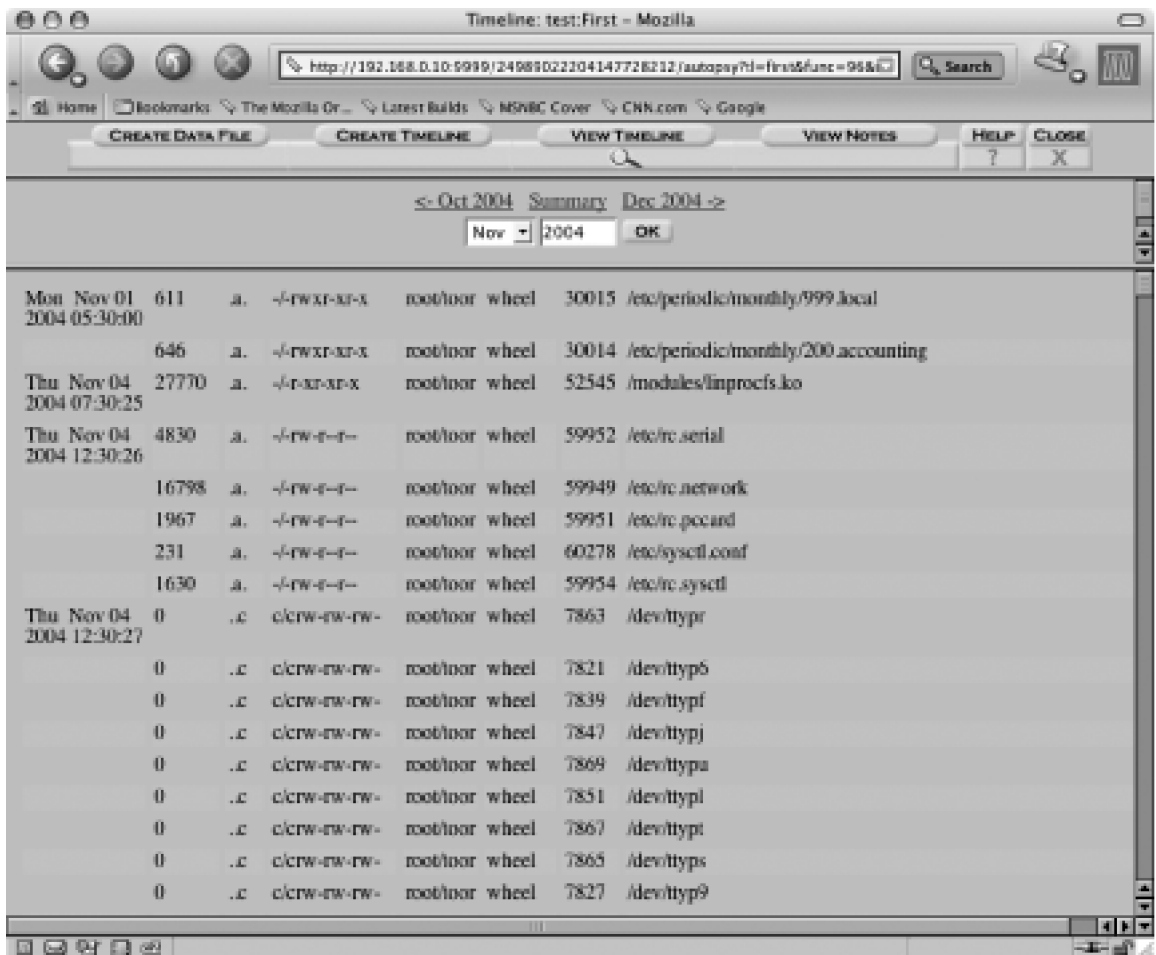 Timeline: test:First – Mozilla
http://192.168.0.10:9999/24989022204147728212/autopsy?tl=first&func=96&
Search
Home Bookmarks The Mozilla Or... Latest Builds MSNBC Cover CNN.com Google
CREATE DATA FILE CREATE TIMELINE VIEW TIMELINE VIEW NOTES HELP CLOSE
? X
<- Oct 2004 Summary Dec 2004 ->
Nov 2004 OK
Mon Nov 01 2004 05:30:00 611 .a. -/-rwxr-xr-x root/toor wheel 30015 /etc/periodic/monthly/999.local
646 .a. -/-rwxr-xr-x root/toor wheel 30014 /etc/periodic/monthly/200.accounting
Thu Nov 04 2004 07:30:25 27770 .a. -/-r-xr-xr-x root/toor wheel 52545 /modules/linprocfs.ko
Thu Nov 04 2004 12:30:26 4830 .a. -/-rw-r--r-- root/toor wheel 59952 /etc/rc.serial
16798 .a. -/-rw-r--r-- root/toor wheel 59949 /etc/rc.network
1967 .a. -/-rw-r--r-- root/toor wheel 59951 /etc/rc.pccard
231 .a. -/-rw-r--r-- root/toor wheel 60278 /etc/sysctl.conf
1630 .a. -/-rw-r--r-- root/toor wheel 59954 /etc/rc.sysctl
Thu Nov 04 2004 12:30:27 0 ..c c/crw-rw-rw- root/toor wheel 7863 /dev/ttypr
0 ..c c/crw-rw-rw- root/toor wheel 7821 /dev/ttyp6
0 ..c c/crw-rw-rw- root/toor wheel 7839 /dev/ttypf
0 ..c c/crw-rw-rw- root/toor wheel 7847 /dev/ttypj
0 ..c c/crw-rw-rw- root/toor wheel 7869 /dev/ttypu
0 ..c c/crw-rw-rw- root/toor wheel 7851 /dev/ttypl
0 ..c c/crw-rw-rw- root/toor wheel 7867 /dev/ttypt
0 ..c c/crw-rw-rw- root/toor wheel 7865 /dev/ttyps
0 ..c c/crw-rw-rw- root/toor wheel 7827 /dev/ttyp9